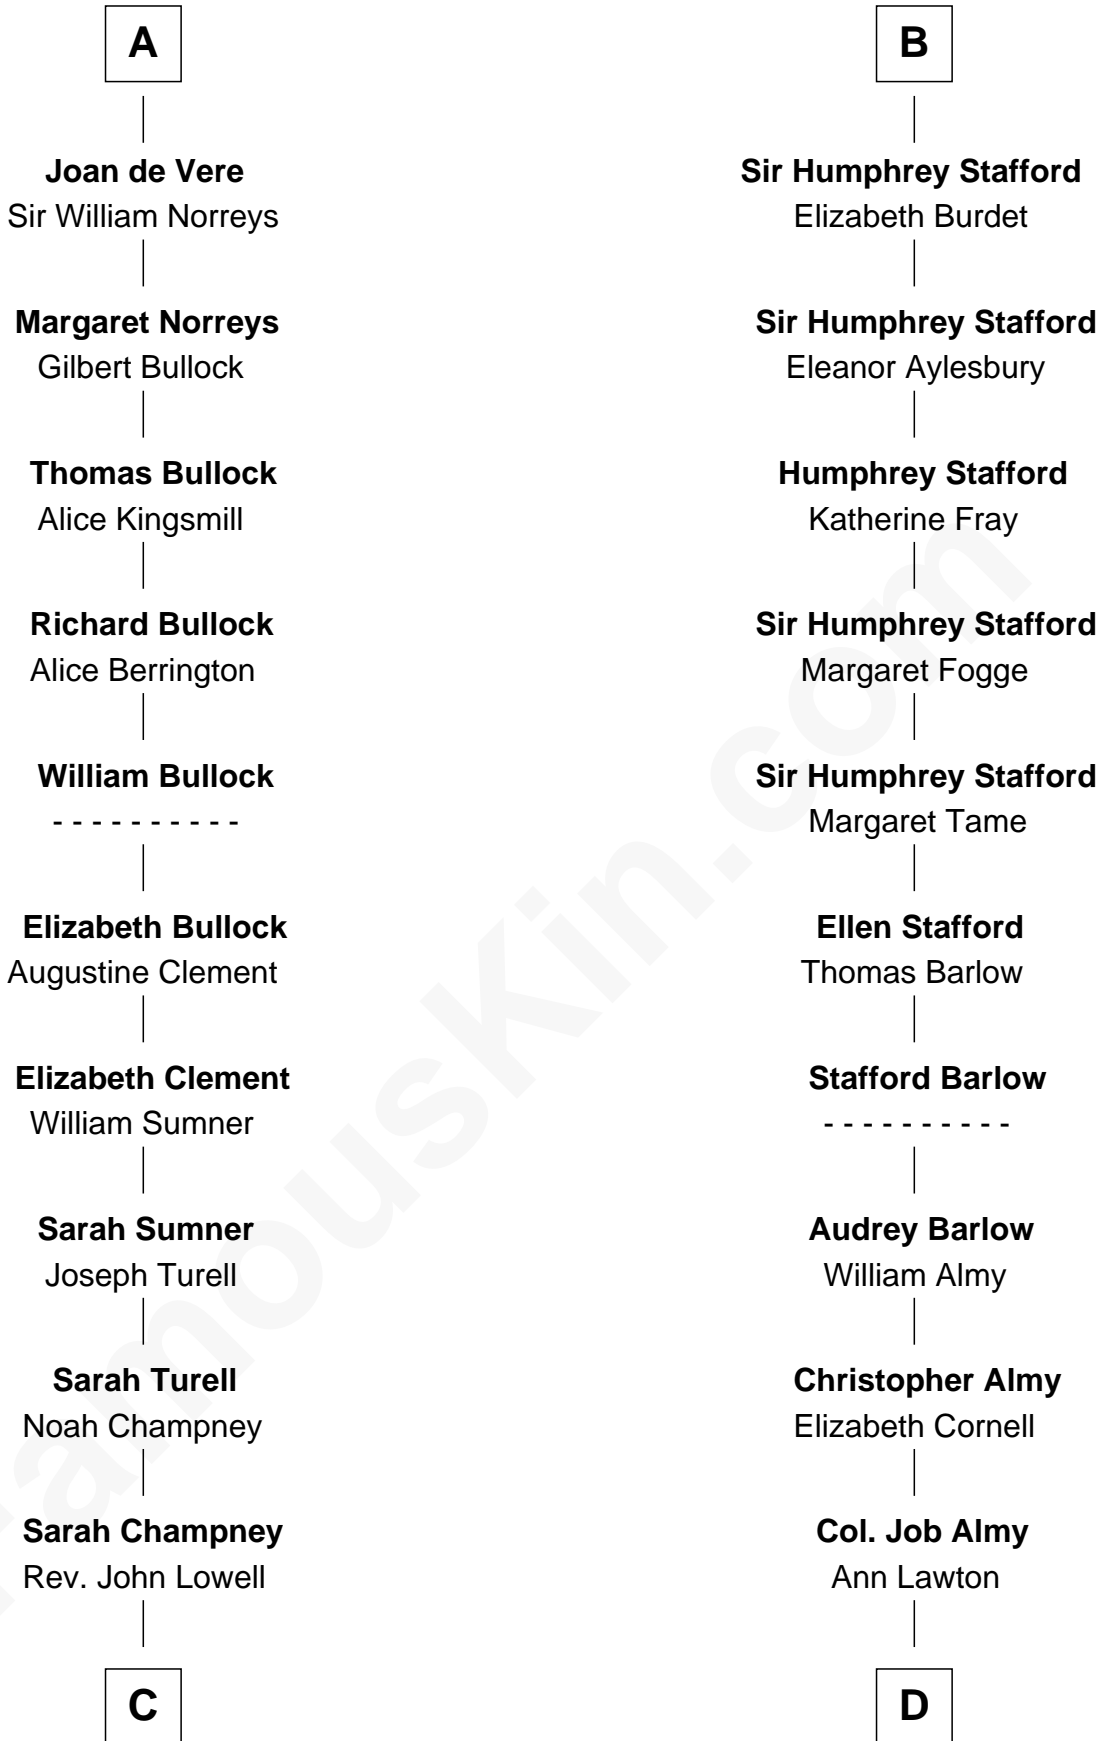 A
Joan de Vere
Sir William Norreys
Margaret Norreys
Gilbert Bullock
Thomas Bullock
Alice Kingsmill
Richard Bullock
Alice Berrington
William Bullock
- - - - - - - - - -
Elizabeth Bullock
Augustine Clement
Elizabeth Clement
William Sumner
Sarah Sumner
Joseph Turell
Sarah Turell
Noah Champney
Sarah Champney
Rev. John Lowell
C
B
Sir Humphrey Stafford
Elizabeth Burdet
Sir Humphrey Stafford
Eleanor Aylesbury
Humphrey Stafford
Katherine Fray
Sir Humphrey Stafford
Margaret Fogge
Sir Humphrey Stafford
Margaret Tame
Ellen Stafford
Thomas Barlow
Stafford Barlow
- - - - - - - - - -
Audrey Barlow
William Almy
Christopher Almy
Elizabeth Cornell
Col. Job Almy
Ann Lawton
D
FamousKin.com